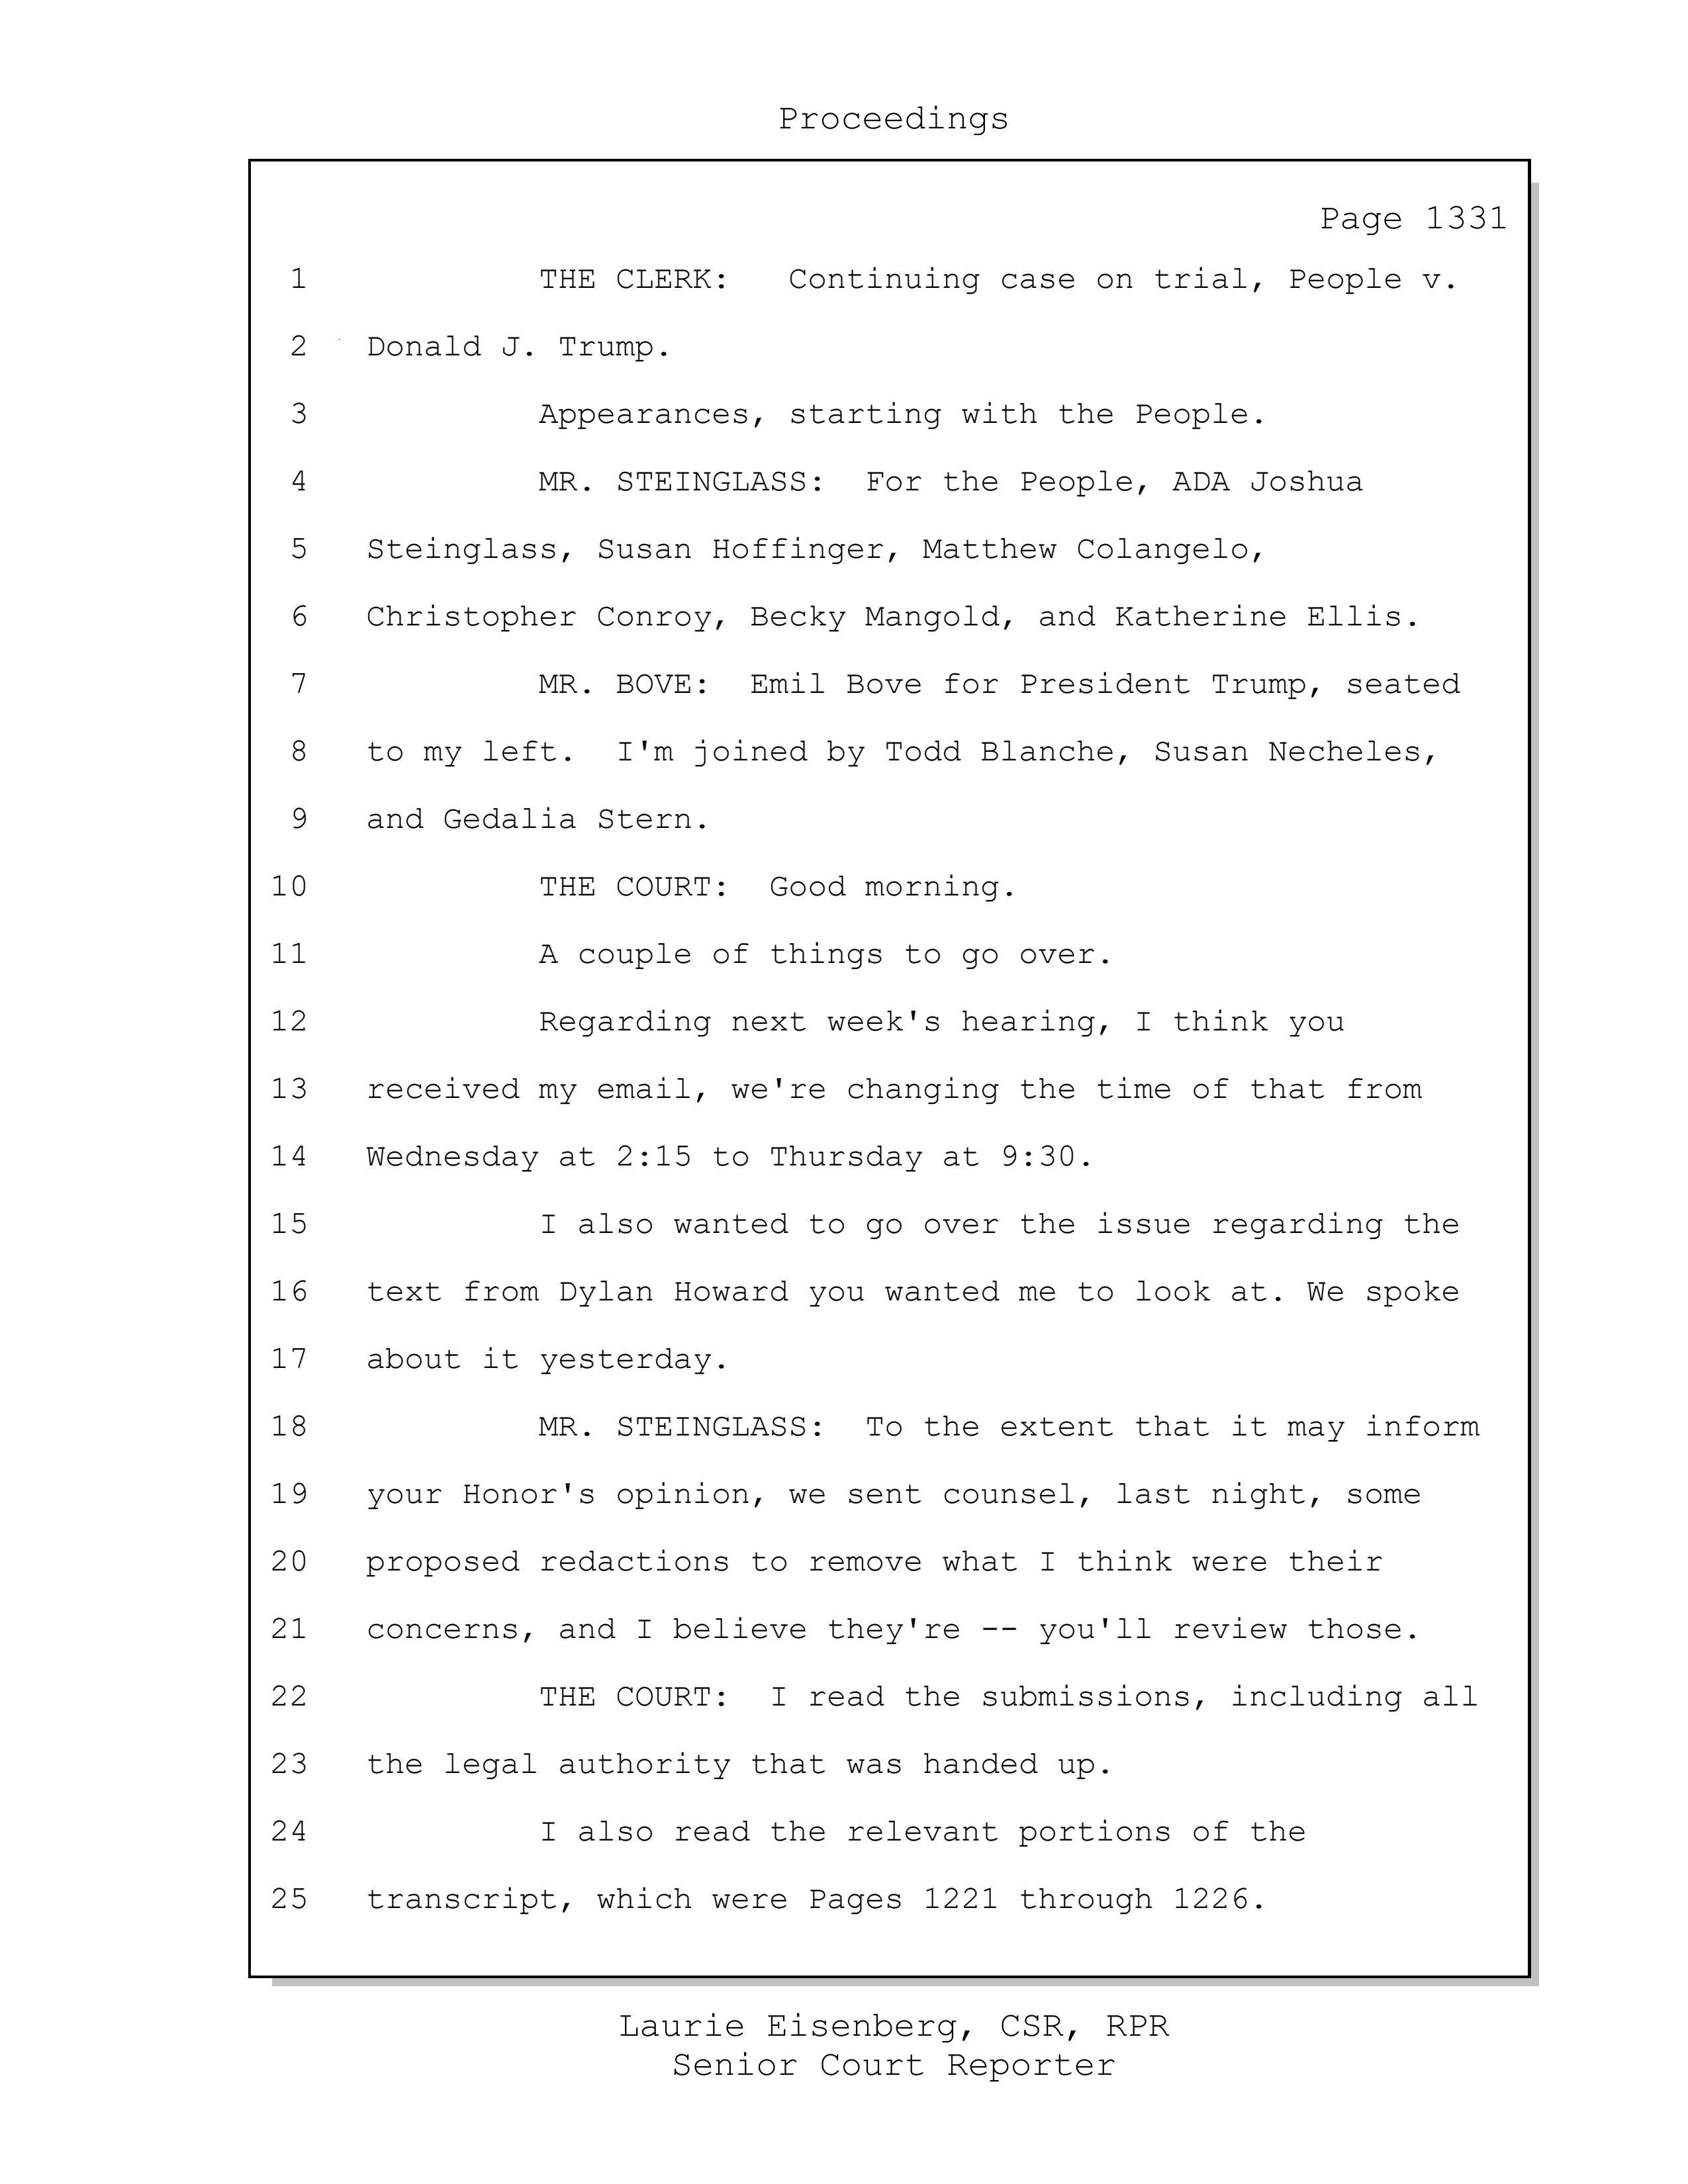 Proceedings
Page 1331
1 THE CLERK: Continuing case on trial, People v.
2 Donald J. Trump.
3 Appearances, starting with the People.
4 MR. STEINGLASS: For the People, ADA Joshua
5 Steinglass, Susan Hoffinger, Matthew Colangelo,
6 Christopher Conroy, Becky Mangold, and Katherine Ellis.
7 MR. BOVE: Emil Bove for President Trump, seated
8 to my left. I'm joined by Todd Blanche, Susan Necheles,
9 and Gedalia Stern.
10 THE COURT: Good morning.
11 A couple of things to go over.
12 Regarding next week's hearing, I think you
13 received my email, we're changing the time of that from
14 Wednesday at 2:15 to Thursday at 9:30.
15 I also wanted to go over the issue regarding the
16 text from Dylan Howard you wanted me to look at. We spoke
17 about it yesterday.
18 MR. STEINGLASS: To the extent that it may inform
19 your Honor's opinion, we sent counsel, last night, some
20 proposed redactions to remove what I think were their
21 concerns, and I believe they're -- you'll review those.
22 THE COURT: I read the submissions, including all
23 the legal authority that was handed up.
24 I also read the relevant portions of the
25 transcript, which were Pages 1221 through 1226.
Laurie Eisenberg, CSR, RPR
Senior Court Reporter